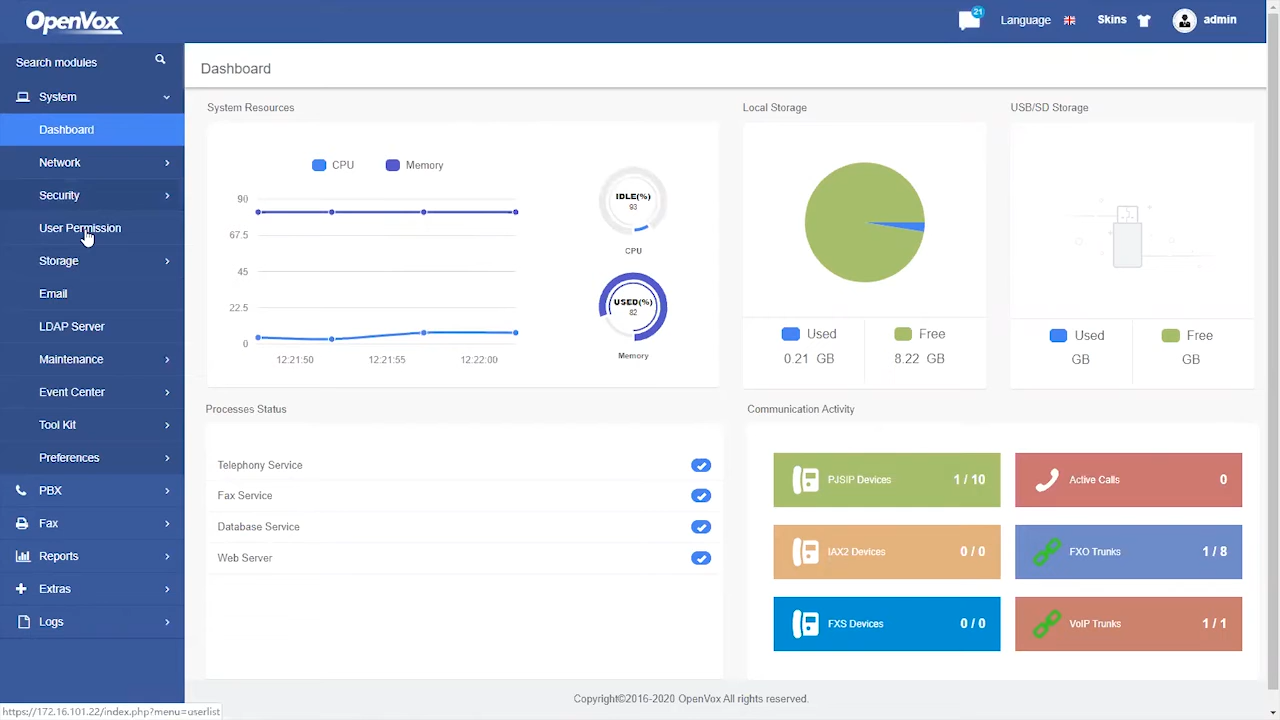 OpenVox
21
Language
Skins
admin
Search modules
System
Dashboard
Network
Security
User Permission
Storage
Email
LDAP Server
Maintenance
Event Center
Tool Kit
Preferences
PBX
Fax
Reports
Extras
Logs
Dashboard
System Resources
CPU
Memory
90
67.5
45
22.5
0
12:21:50
12:21:55
12:22:00
IDLE(%)
93
CPU
USED(%)
82
Memory
Local Storage
Used
0.21 GB
Free
8.22 GB
USB/SD Storage
Used
GB
Free
GB
Processes Status
Telephony Service
Fax Service
Database Service
Web Server
Communication Activity
PJSIP Devices 1 / 10
Active Calls 0
IAX2 Devices 0 / 0
FXO Trunks 1 / 8
FXS Devices 0 / 0
VoIP Trunks 1 / 1
Copyright©2016-2020 OpenVox All rights reserved.
https://172.16.101.22/index.php?menu=userlist